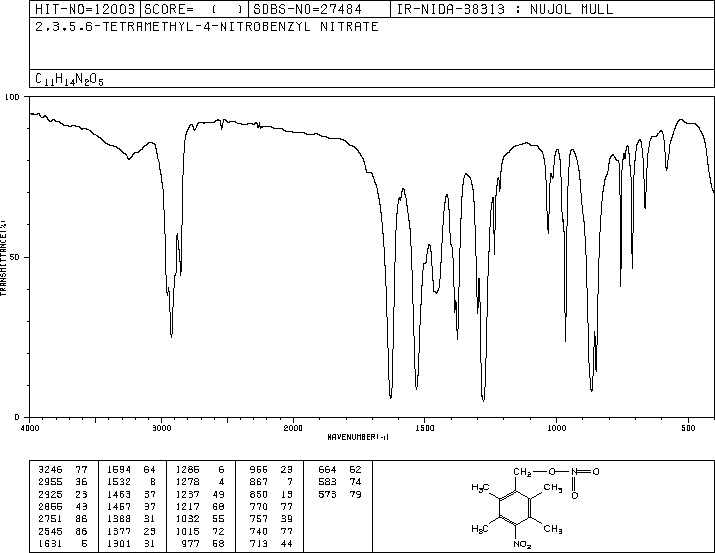 HIT-NO=12003 SCORE= ( ) SDBS-NO=27484 IR-NIDA-38313 : NUJOL MULL
2,3,5,6-TETRAMETHYL-4-NITROBENZYL NITRATE
C11H14N2O5
100
50
0
TRANSMITTANCE(%)
4000 3000 2000 1500 1000 500
WAVENUMBER(-1)
3246 77 1594 64 1286 6 966 23 664 62
2955 36 1532 8 1278 4 867 7 583 74
2925 23 1463 37 1237 49 850 13 573 79
2866 43 1457 37 1217 68 770 77
2751 86 1388 31 1032 55 757 39
2545 86 1377 23 1015 72 740 77
1631 6 1301 31 977 58 713 44
CH2 O N O
O
H3C CH3
H3C CH3
NO2